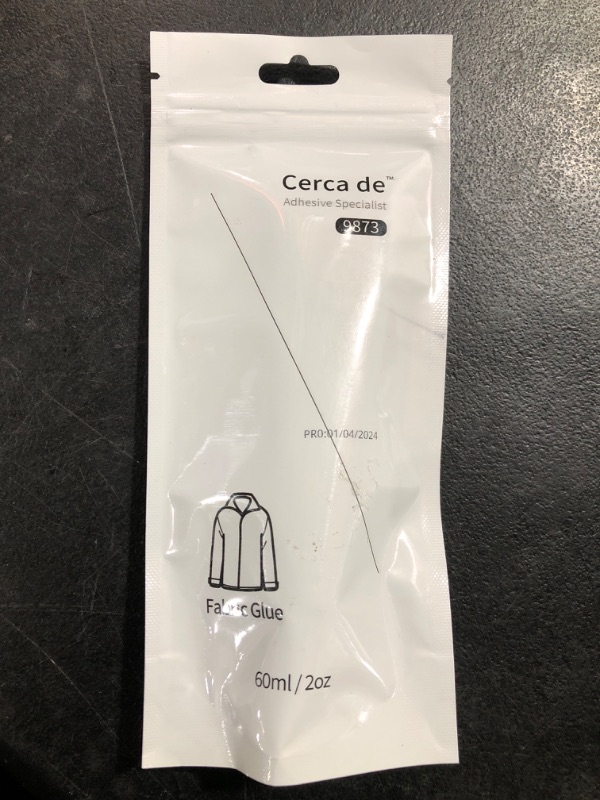 Cerca de™
Adhesive Specialist
9873
PRO:01/04/2024
Fabric Glue
60ml / 2oz